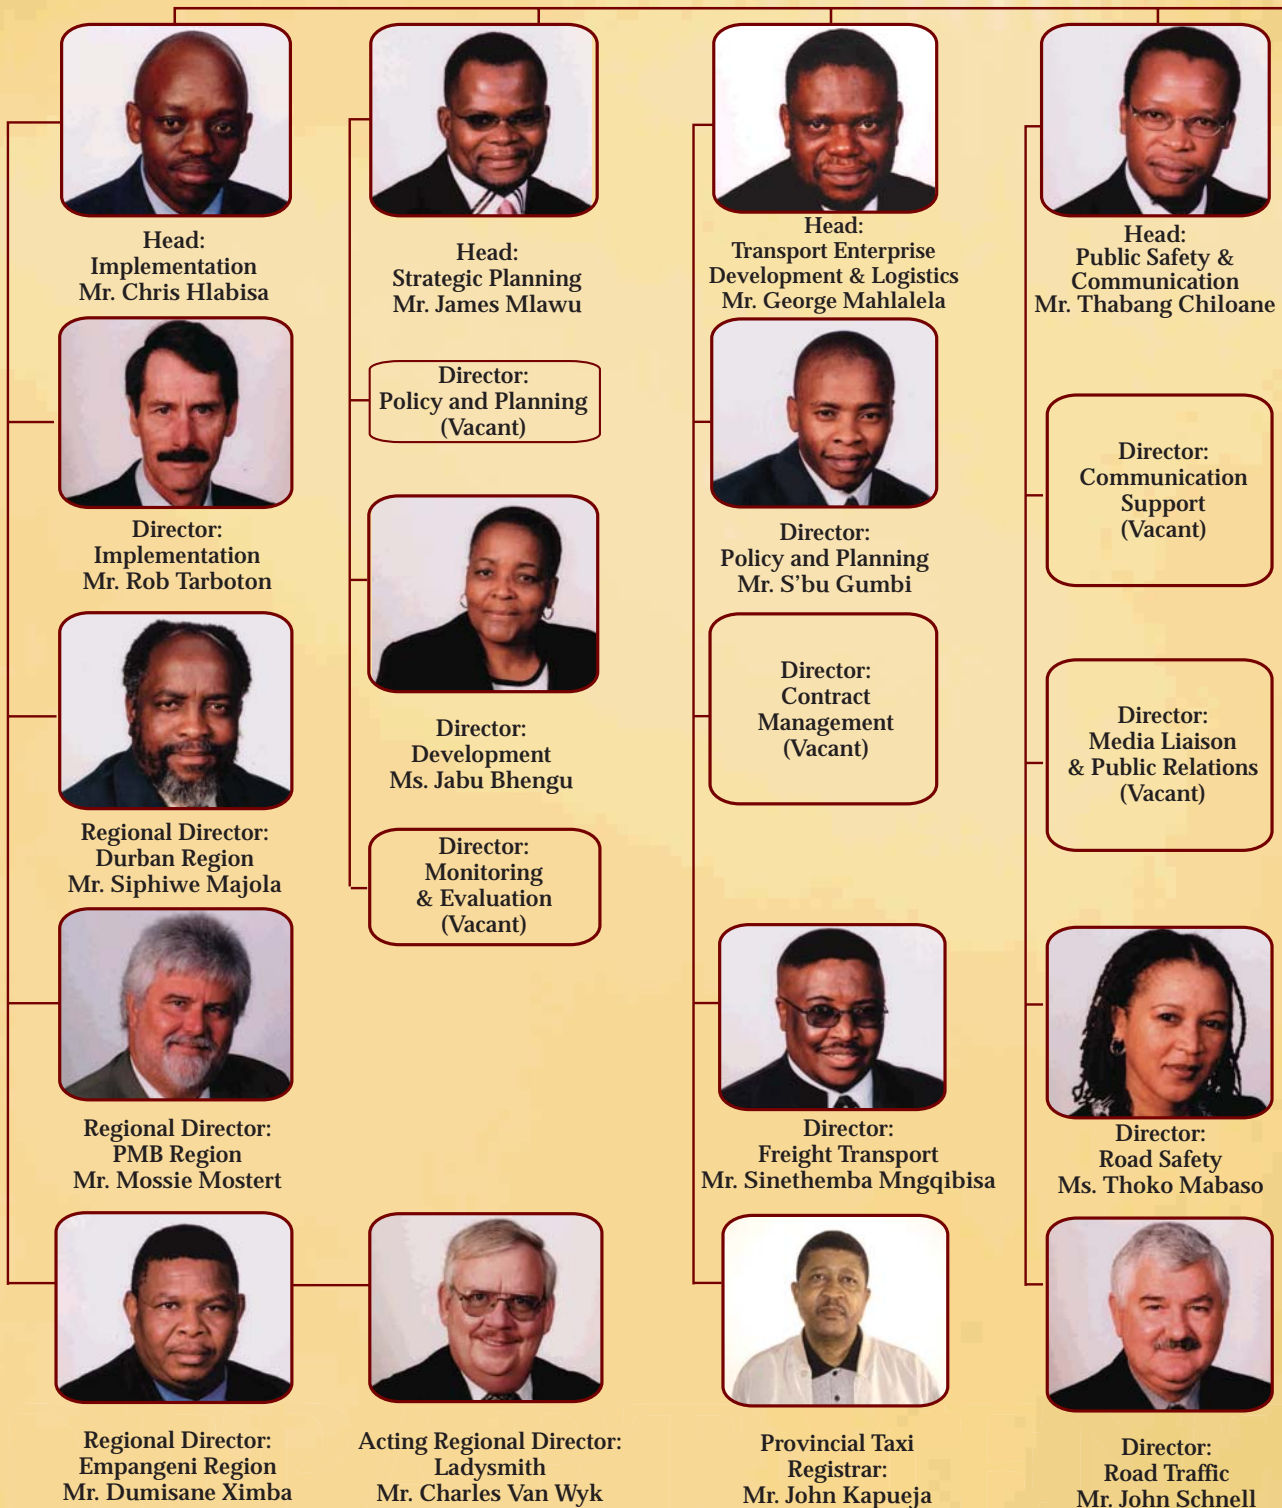 Head:
Implementation
Mr. Chris Hlabisa
Head:
Strategic Planning
Mr. James Mlawu
Head:
Transport Enterprise
Development & Logistics
Mr. George Mahlalela
Head:
Public Safety &
Communication
Mr. Thabang Chiloane
Director:
Implementation
Mr. Rob Tarboton
Director:
Policy and Planning
(Vacant)
Director:
Policy and Planning
Mr. S’bu Gumbi
Director:
Communication
Support
(Vacant)
Regional Director:
Durban Region
Mr. Siphiwe Majola
Director:
Development
Ms. Jabu Bhengu
Director:
Contract
Management
(Vacant)
Director:
Media Liaison
& Public Relations
(Vacant)
Director:
Monitoring
& Evaluation
(Vacant)
Regional Director:
PMB Region
Mr. Mossie Mostert
Director:
Freight Transport
Mr. Sinethemba Mngqibisa
Director:
Road Safety
Ms. Thoko Mabaso
Regional Director:
Empangeni Region
Mr. Dumisane Ximba
Acting Regional Director:
Ladysmith
Mr. Charles Van Wyk
Provincial Taxi
Registrar:
Mr. John Kapueja
Director:
Road Traffic
Mr. John Schnell